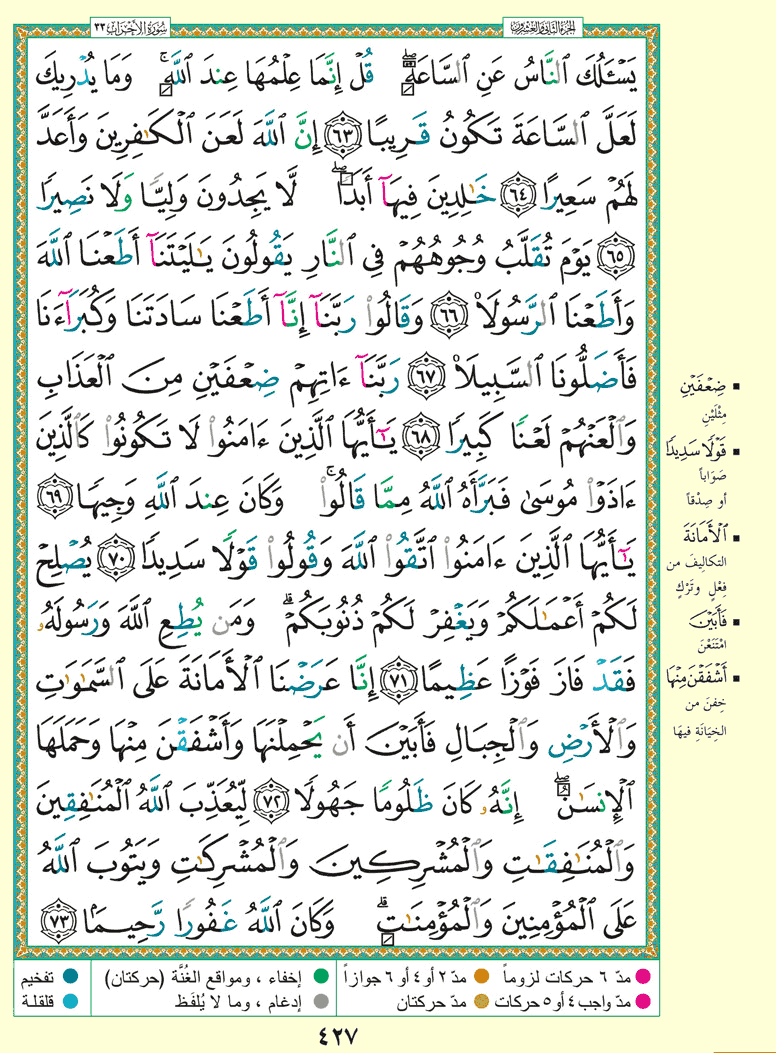 الجزء الثاني والعشرون
سورة الأحزاب ٣٣
يَسْـَٔلُكَ ٱلنَّاسُ عَنِ ٱلسَّاعَةِۖ قُلْ إِنَّمَا عِلْمُهَا عِندَ ٱللَّهِۚ وَمَا يُدْرِيكَ
لَعَلَّ ٱلسَّاعَةَ تَكُونُ قَرِيبًا ٦٣ إِنَّ ٱللَّهَ لَعَنَ ٱلْكَـٰفِرِينَ وَأَعَدَّ
لَهُمْ سَعِيرًا ٦٤ خَـٰلِدِينَ فِيهَآ أَبَدًاۖ لَّا يَجِدُونَ وَلِيًّا وَلَا نَصِيرًا
٦٥ يَوْمَ تُقَلَّبُ وُجُوهُهُمْ فِى ٱلنَّارِ يَقُولُونَ يَـٰلَيْتَنَآ أَطَعْنَا ٱللَّهَ
وَأَطَعْنَا ٱلرَّسُولَا۠ ٦٦ وَقَالُوا۟ رَبَّنَآ إِنَّآ أَطَعْنَا سَادَتَنَا وَكُبَرَآءَنَا
فَأَضَلُّونَا ٱلسَّبِيلَا۠ ٦٧ رَبَّنَآ ءَاتِهِمْ ضِعْفَيْنِ مِنَ ٱلْعَذَابِ
وَٱلْعَنْهُمْ لَعْنًا كَبِيرًا ٦٨ يَـٰٓأَيُّهَا ٱلَّذِينَ ءَامَنُوا۟ لَا تَكُونُوا۟ كَٱلَّذِينَ
ءَاذَوْا۟ مُوسَىٰ فَبَرَّأَهُ ٱللَّهُ مِمَّا قَالُوا۟ۚ وَكَانَ عِندَ ٱللَّهِ وَجِيهًا ٦٩
يَـٰٓأَيُّهَا ٱلَّذِينَ ءَامَنُوا۟ ٱتَّقُوا۟ ٱللَّهَ وَقُولُوا۟ قَوْلًا سَدِيدًا ٧٠ يُصْلِحْ
لَكُمْ أَعْمَـٰلَكُمْ وَيَغْفِرْ لَكُمْ ذُنُوبَكُمْۗ وَمَن يُطِعِ ٱللَّهَ وَرَسُولَهُۥ
فَقَدْ فَازَ فَوْزًا عَظِيمًا ٧١ إِنَّا عَرَضْنَا ٱلْأَمَانَةَ عَلَى ٱلسَّمَـٰوَٰتِ
وَٱلْأَرْضِ وَٱلْجِبَالِ فَأَبَيْنَ أَن يَحْمِلْنَهَا وَأَشْفَقْنَ مِنْهَا وَحَمَلَهَا
ٱلْإِنسَـٰنُۖ إِنَّهُۥ كَانَ ظَلُومًا جَهُولًا ٧٢ لِّيُعَذِّبَ ٱللَّهُ ٱلْمُنَـٰفِقِينَ
وَٱلْمُنَـٰفِقَـٰتِ وَٱلْمُشْرِكِينَ وَٱلْمُشْرِكَـٰتِ وَيَتُوبَ ٱللَّهُ
عَلَى ٱلْمُؤْمِنِينَ وَٱلْمُؤْمِنَـٰتِۗ وَكَانَ ٱللَّهُ غَفُورًا رَّحِيمًا ٧٣
ضِعْفَيْنِ
مِثْلَيْنِ
قَوْلًا سَدِيدًا
صَوَاباً
أو صِدْقاً
ٱلْأَمَانَةَ
التكاليفَ من
فِعْلٍ وتَرْكٍ
فَأَبَيْنَ
امْتَنَعْنَ
أَشْفَقْنَ مِنْهَا
خِفنَ من
الخِيَانَةِ فيهَا
مدّ ٦ حركات لزوماً
مدّ ٢ أو ٤ أو ٦ جوازاً
إخفاء ، ومواقع الغُنَّة (حركتان)
تفخيم
مدّ واجب ٤ أو ٥ حركات
مدّ حركتان
إدغام ، وما لا يُلفَظ
قلقلة
٤٢٧